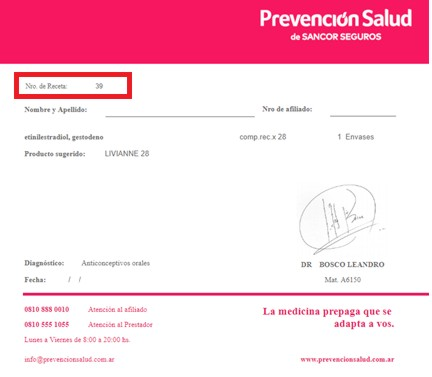 Prevención Salud
de SANCOR SEGUROS
Nro. de Receta: 39
Nombre y Apellido: Nro de afiliado:
etinilestradiol, gestodeno comp.rec.x 28 1 Envases
Producto sugerido: LIVIANNE 28
DR BOSCO LEANDRO
Mat. A6150
Diagnóstico: Anticonceptivos orales
Fecha: / /
0810 888 0010 Atención al afiliado
0810 555 1055 Atención al Prestador
Lunes a Viernes de 8:00 a 20:00 hs.
info@prevencionsalud.com.ar
La medicina prepaga que se
adapta a vos.
www.prevencionsalud.com.ar